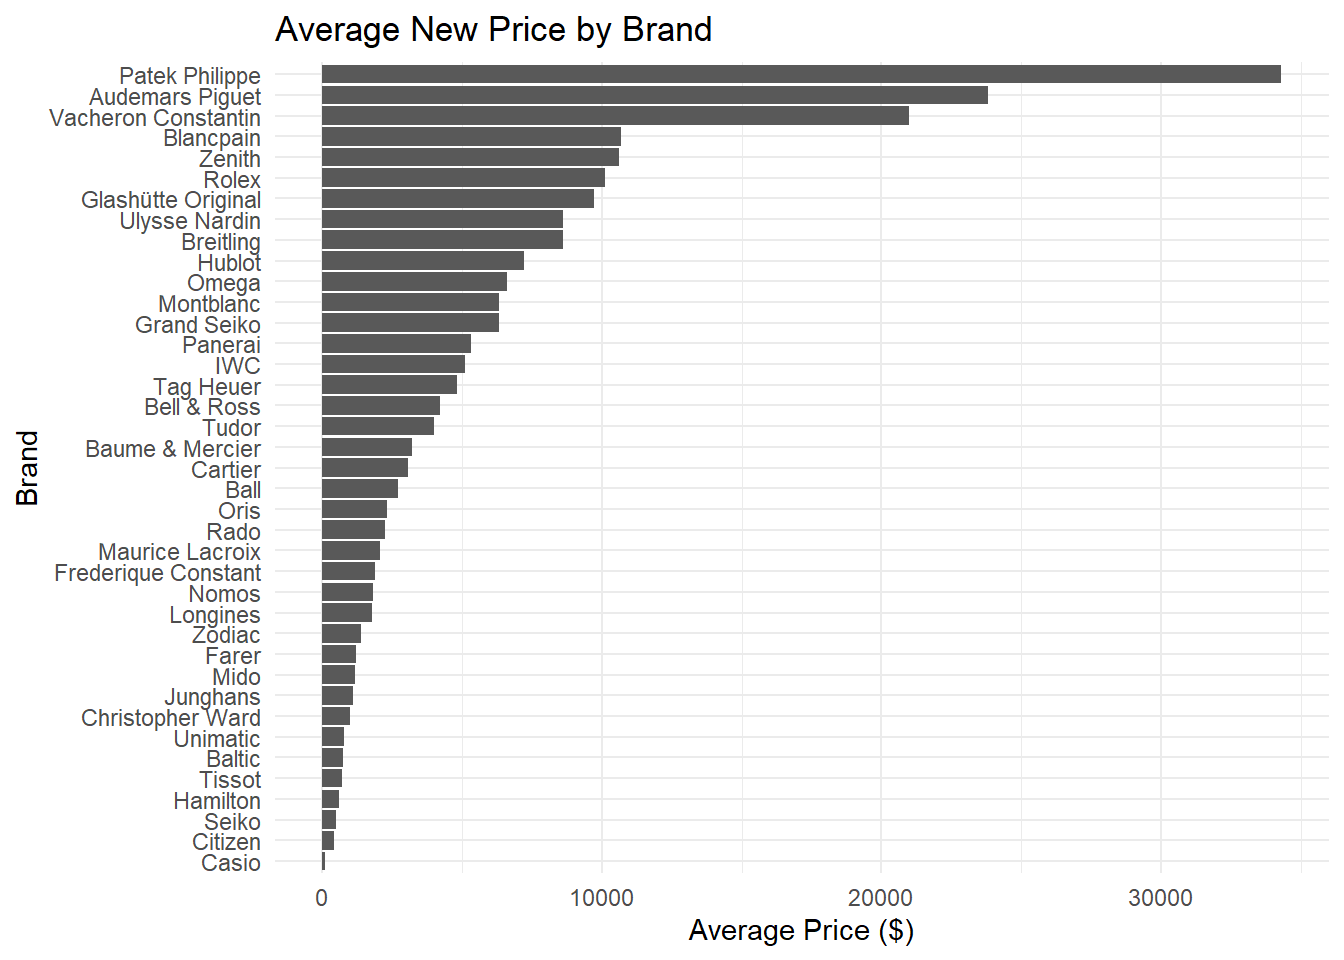 Average New Price by Brand
Patek Philippe
Audemars Piguet
Vacheron Constantin
Blancpain
Zenith
Rolex
Glashütte Original
Ulysse Nardin
Breitling
Hublot
Omega
Montblanc
Grand Seiko
Panerai
IWC
Tag Heuer
Bell & Ross
Tudor
Baume & Mercier
Cartier
Ball
Oris
Rado
Maurice Lacroix
Frederique Constant
Nomos
Longines
Zodiac
Farer
Mido
Junghans
Christopher Ward
Unimatic
Baltic
Tissot
Hamilton
Seiko
Citizen
Casio
Brand
0 10000 20000 30000
Average Price ($)